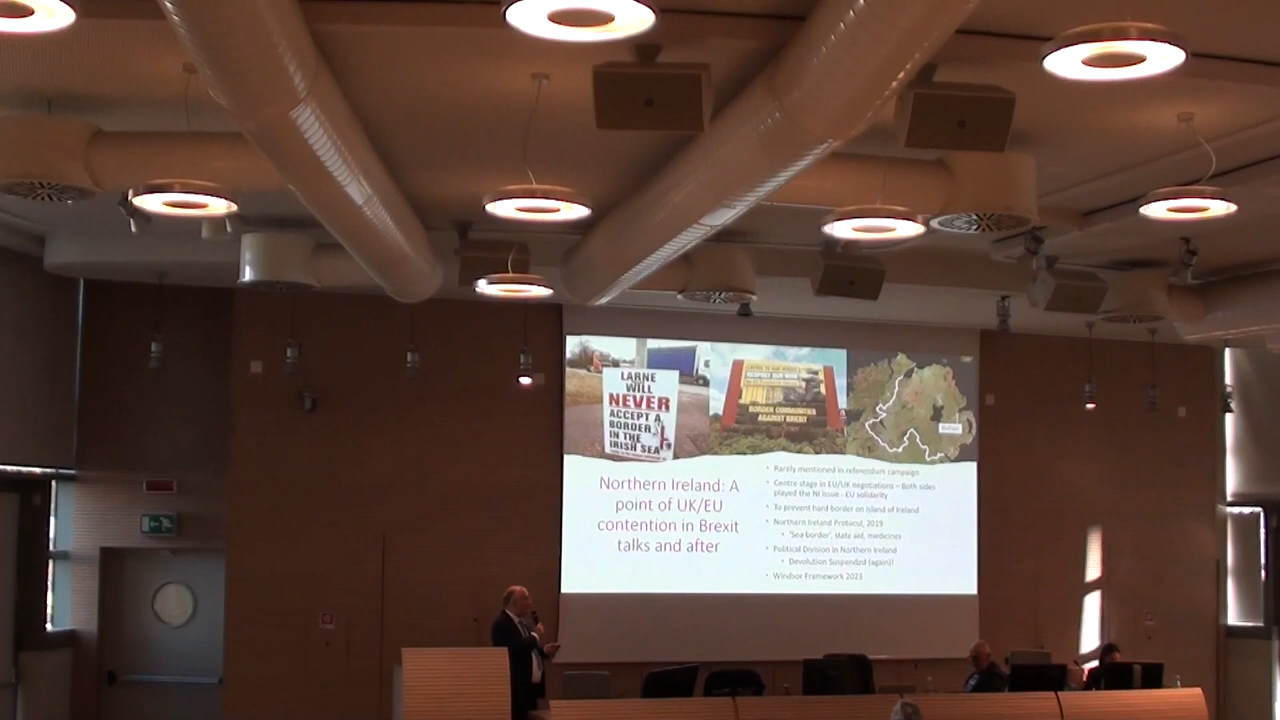 LARNE
WILL
NEVER
ACCEPT A
BORDER
IN THE
IRISH SEA
RESPECT OUR VOTE
BORDER COMMUNITIES
AGAINST BREXIT
Belfast
Northern Ireland: A
point of UK/EU
contention in Brexit
talks and after
• Rarely mentioned in referendum campaign
• Centre stage in EU/UK negotiations – Both sides
played the NI issue - EU solidarity
• To prevent hard border on island of Ireland
• Northern Ireland Protocol, 2019
• 'Sea border', state aid, medicines
• Political Division in Northern Ireland
• Devolution Suspended (again)!
• Windsor Framework 2023